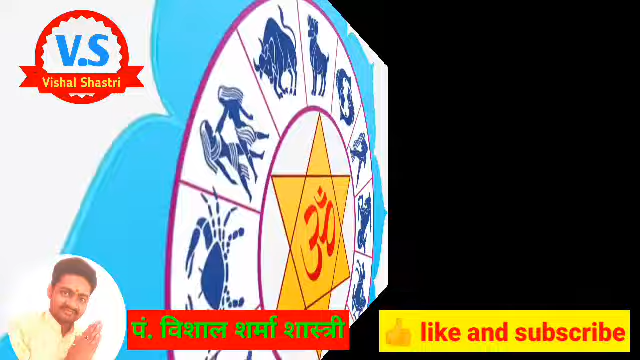 V.S
Vishal Shastri
ॐ
पं. विशाल शर्मा शास्त्री
👍 like and subscribe